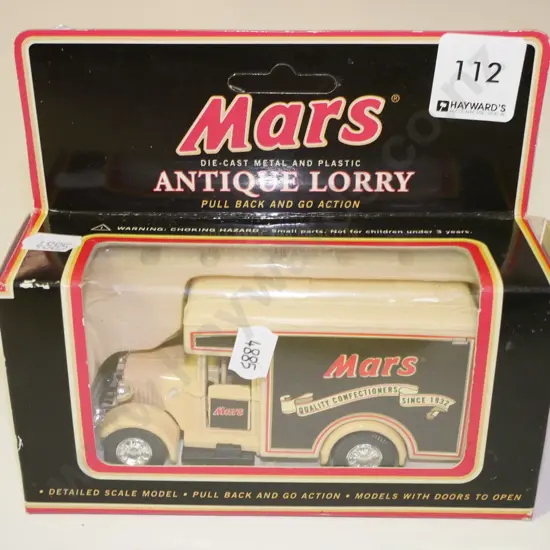 112
HAYWARD'S
Mars®
DIE-CAST METAL AND PLASTIC
ANTIQUE LORRY
PULL BACK AND GO ACTION
WARNING: CHOKING HAZARD - Small parts. Not for children under 3 years.
4885
4885
Mars
QUALITY CONFECTIONERS SINCE 1932
Mars
• DETAILED SCALE MODEL • PULL BACK AND GO ACTION • MODELS WITH DOORS TO OPEN